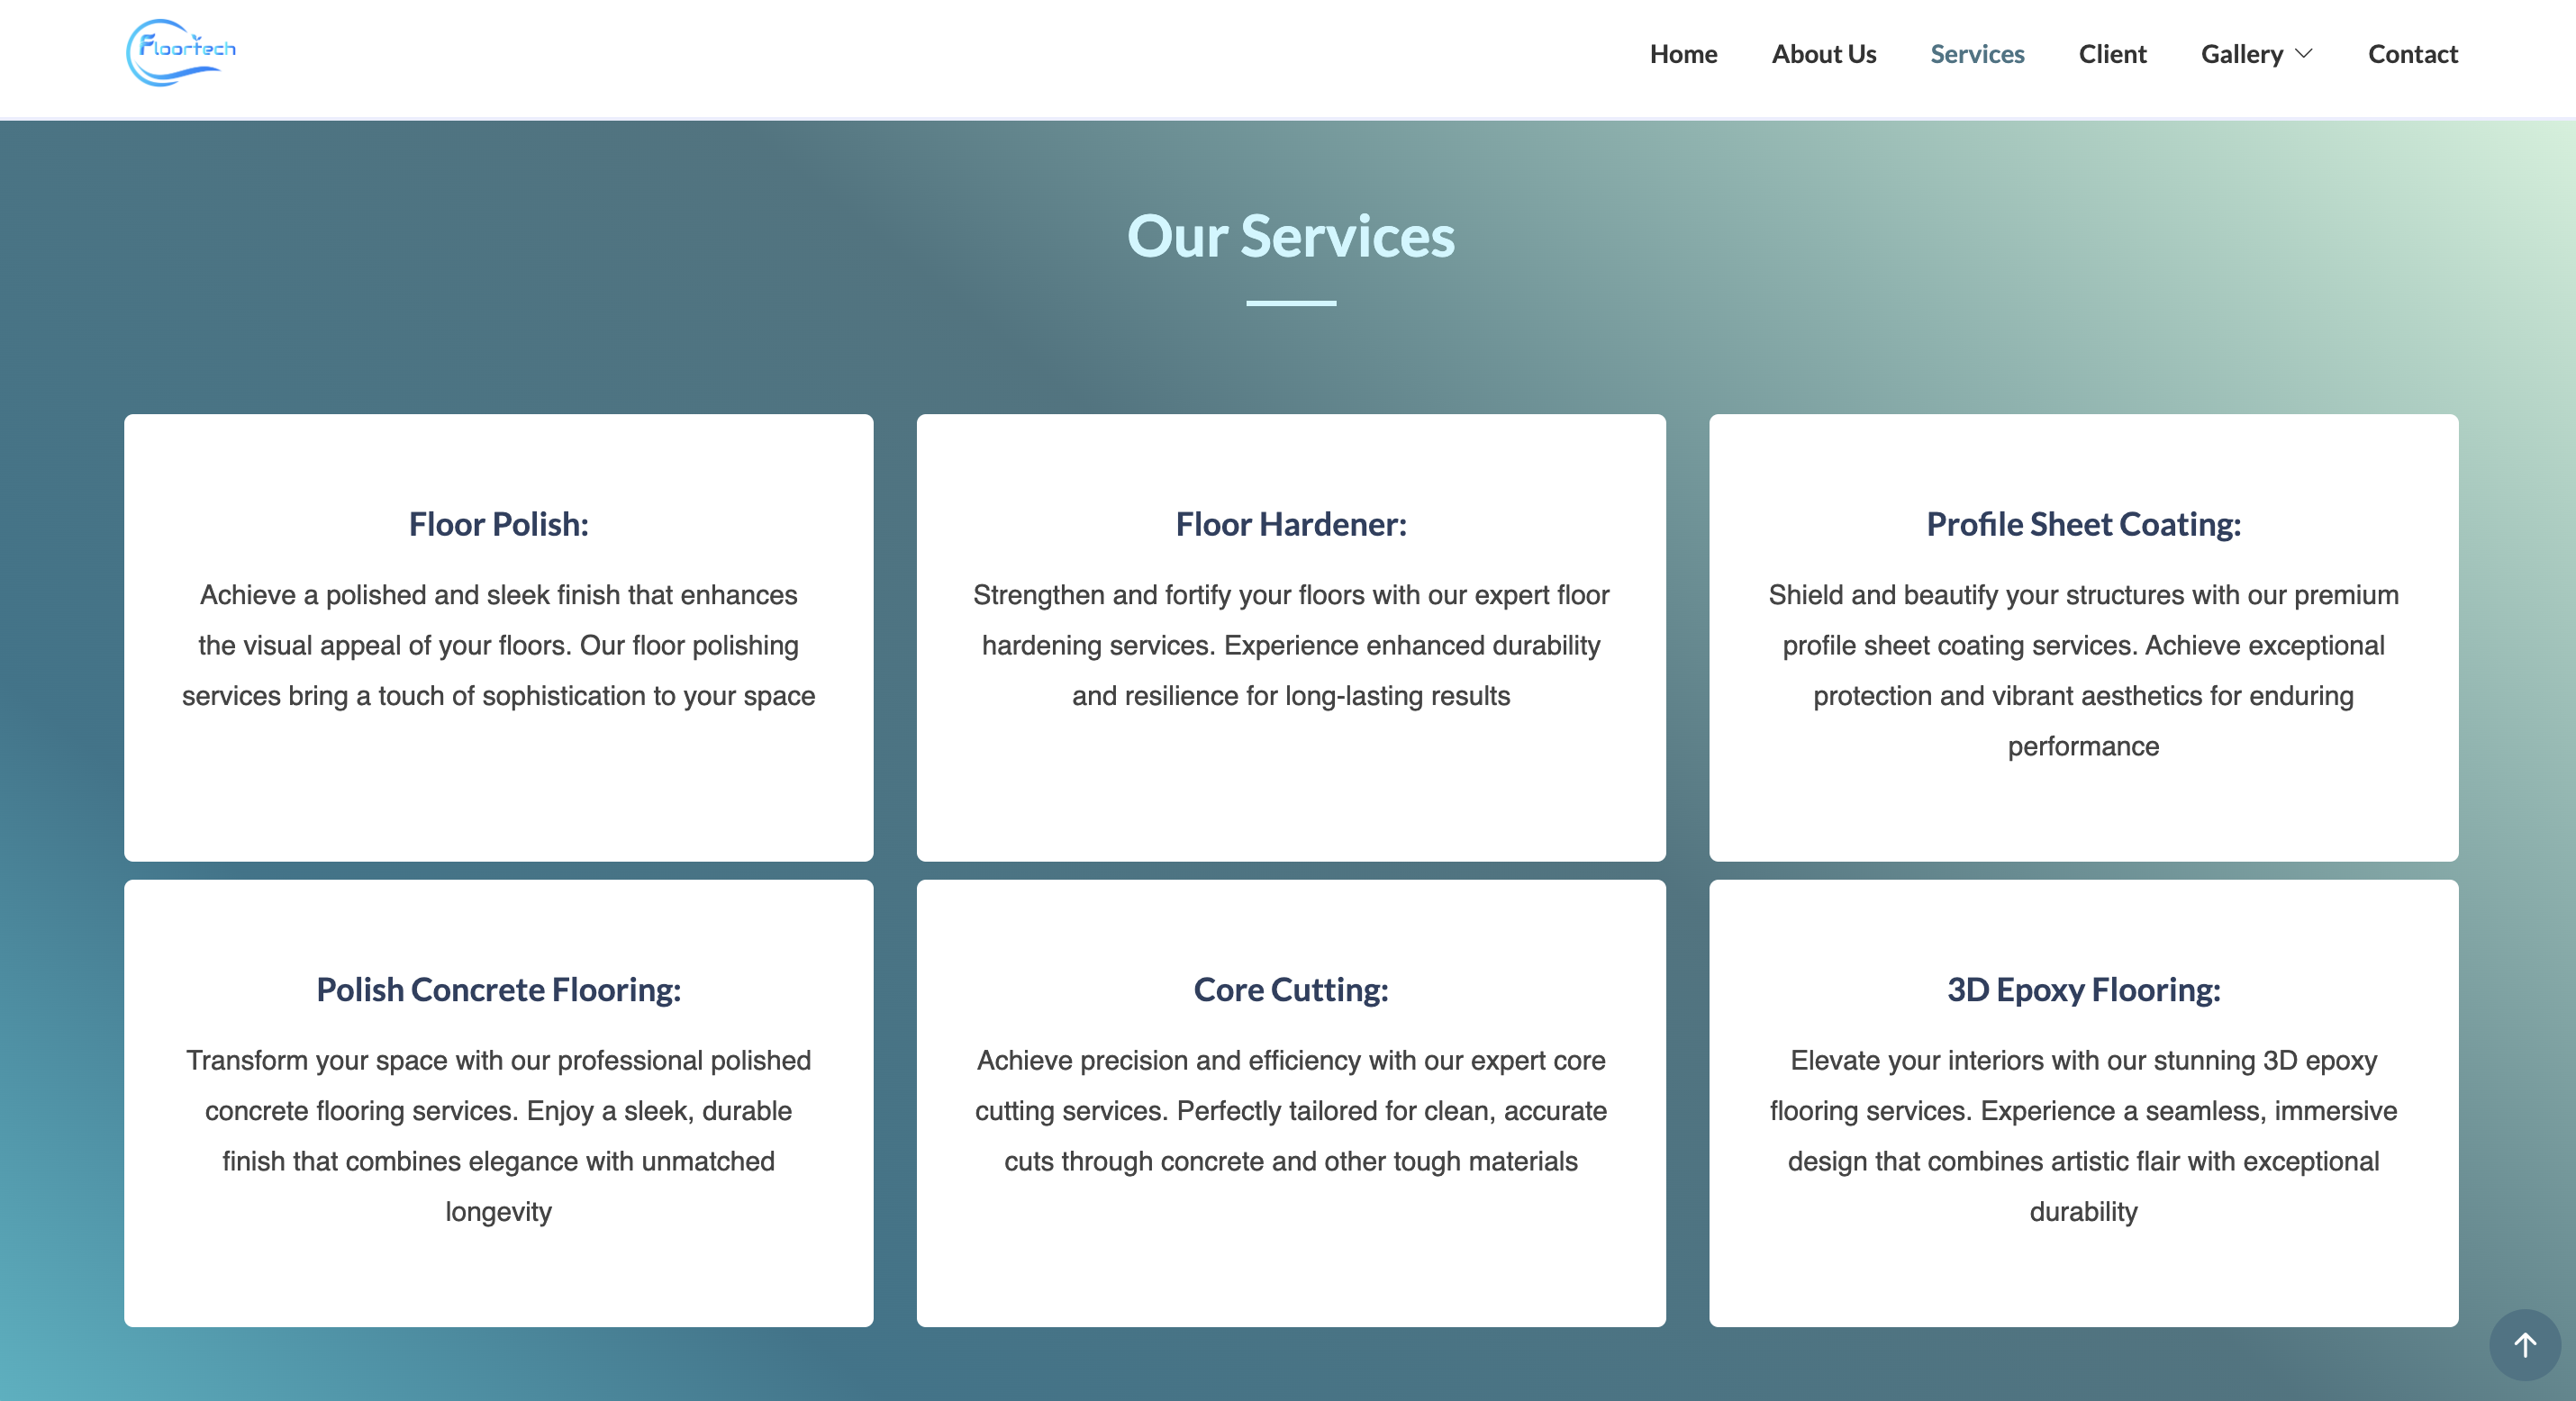 Floortech
Home
About Us
Services
Client
Gallery
Contact
Our Services
Floor Polish:
Achieve a polished and sleek finish that enhances
the visual appeal of your floors. Our floor polishing
services bring a touch of sophistication to your space
Floor Hardener:
Strengthen and fortify your floors with our expert floor
hardening services. Experience enhanced durability
and resilience for long-lasting results
Profile Sheet Coating:
Shield and beautify your structures with our premium
profile sheet coating services. Achieve exceptional
protection and vibrant aesthetics for enduring
performance
Polish Concrete Flooring:
Transform your space with our professional polished
concrete flooring services. Enjoy a sleek, durable
finish that combines elegance with unmatched
longevity
Core Cutting:
Achieve precision and efficiency with our expert core
cutting services. Perfectly tailored for clean, accurate
cuts through concrete and other tough materials
3D Epoxy Flooring:
Elevate your interiors with our stunning 3D epoxy
flooring services. Experience a seamless, immersive
design that combines artistic flair with exceptional
durability